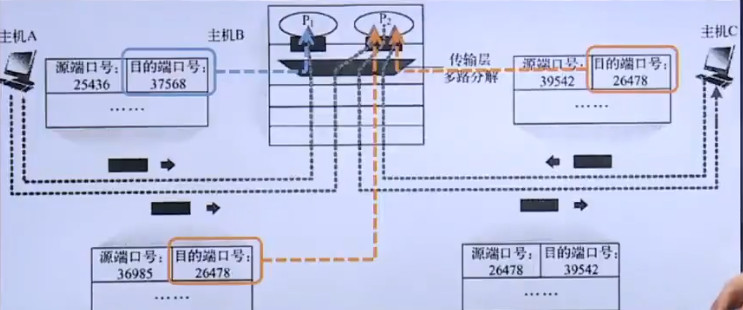 主机A
主机B
P₁
P₂
主机C
源端口号：
25436
目的端口号：
37568
……
传输层
多路分解
源端口号：
39542
目的端口号：
26478
……
源端口号：
36985
目的端口号：
26478
……
源端口号：
26478
目的端口号：
39542
……